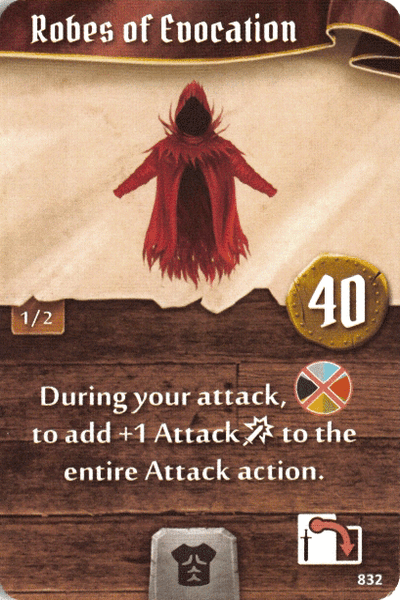 Robes of Evocation
40
1/2
During your attack,
to add +1 Attack to the
entire Attack action.
832